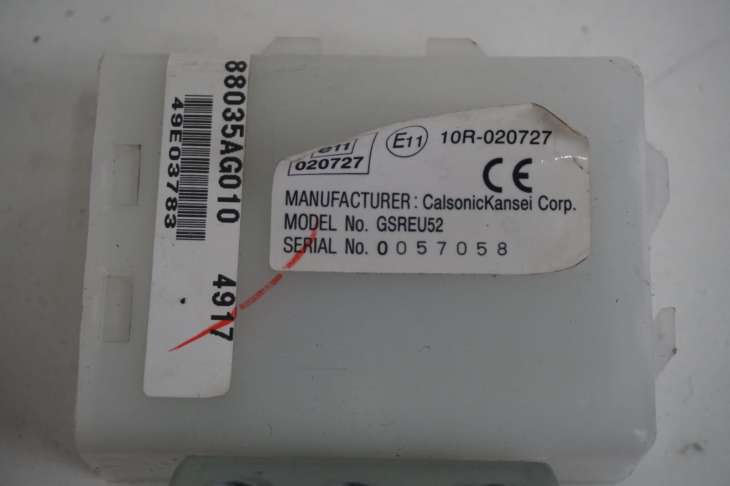 88035AG010 4917
49E03783
e11
020727
E11 10R-020727
CE
MANUFACTURER: CalsonicKansei Corp.
MODEL No. GSREU52
SERIAL No. 0057058